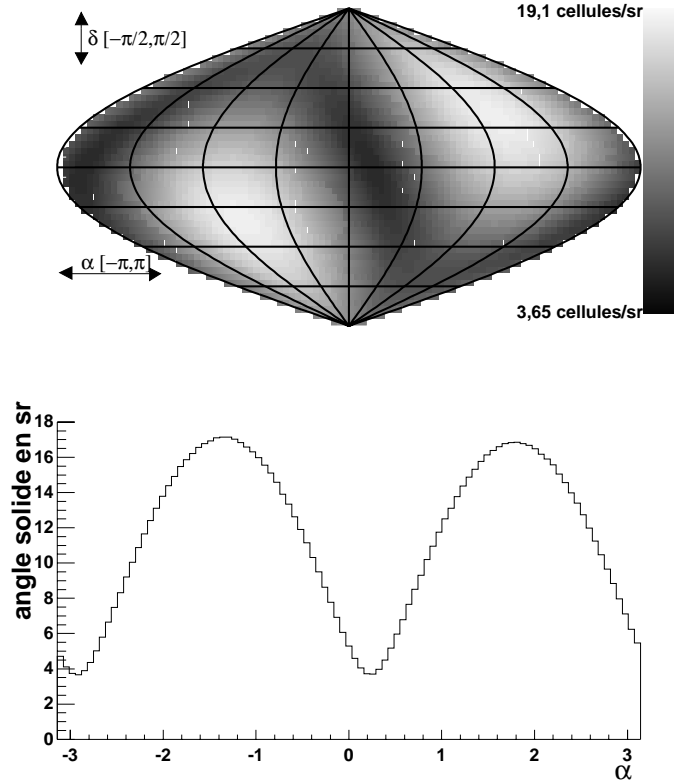 19,1 cellules/sr
δ [−π/2,π/2]
α [−π,π]
3,65 cellules/sr
angle solide en sr
18
16
14
12
10
8
6
4
2
0
-3 -2 -1 0 1 2 3
α